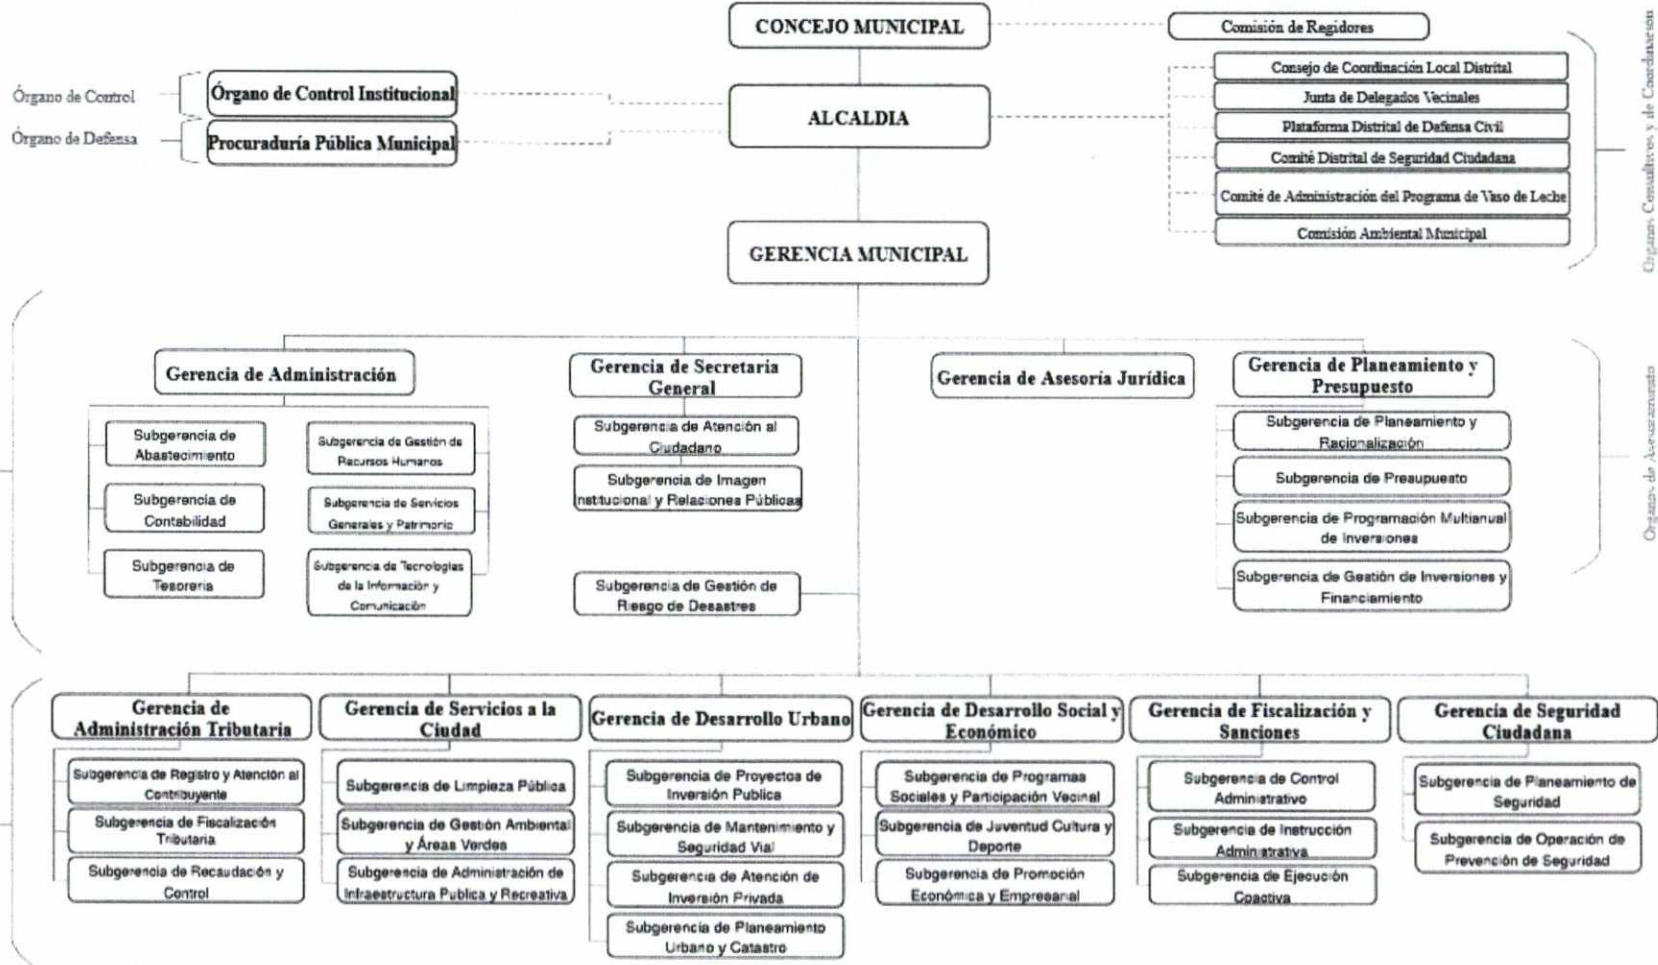 CONCEJO MUNICIPAL
Comisión de Regidores
Órgano de Control
Órgano de Control Institucional
Órgano de Defensa
Procuraduría Pública Municipal
ALCALDIA
Consejo de Coordinación Local Distrital
Junta de Delegados Vecinales
Plataforma Distrital de Defensa Civil
Comité Distrital de Seguridad Ciudadana
Comité de Administración del Programa de Vaso de Leche
Comisión Ambiental Municipal
Órganos Consultivos y de Coordinación
GERENCIA MUNICIPAL
Gerencia de Administración
Subgerencia de
Abastecimiento
Subgerencia de
Contabilidad
Subgerencia de
Tesoreria
Subgerencia de Gestión de
Recursos Humanos
Subgerencia de Servicios
Generales y Patrimonio
Subgerencia de Tecnologías
de la Información y
Comunicación
Gerencia de Secretaria
General
Subgerencia de Atención al
Ciudadano
Subgerencia de Imagen
Institucional y Relaciones Públicas
Subgerencia de Gestión de
Riesgo de Desastres
Gerencia de Asesoría Jurídica
Gerencia de Planeamiento y
Presupuesto
Subgerencia de Planeamiento y
Racionalización
Subgerencia de Presupuesto
Subgerencia de Programación Multianual
de Inversiones
Subgerencia de Gestión de Inversiones y
Financiamiento
Órganos de Asesoramiento
Gerencia de
Administración Tributaria
Subgerencia de Registro y Atención al
Contribuyente
Subgerencia de Fiscalización
Tributaria
Subgerencia de Recaudación y
Control
Gerencia de Servicios a la
Ciudad
Subgerencia de Limpieza Pública
Subgerencia de Gestión Ambiental
y Áreas Verdes
Subgerencia de Administración de
Infraestructura Publica y Recreativa
Gerencia de Desarrollo Urbano
Subgerencia de Proyectos de
Inversión Publica
Subgerencia de Mantenimiento y
Seguridad Vial
Subgerencia de Atención de
Inversión Privada
Subgerencia de Planeamiento
Urbano y Catastro
Gerencia de Desarrollo Social y
Económico
Subgerencia de Programas
Sociales y Participación Vecinal
Subgerencia de Juventud Cultura y
Deporte
Subgerencia de Promoción
Económica y Empresarial
Gerencia de Fiscalización y
Sanciones
Subgerencia de Control
Administrativo
Subgerencia de Instrucción
Administrativa
Subgerencia de Ejecución
Coactiva
Gerencia de Seguridad
Ciudadana
Subgerencia de Planeamiento de
Seguridad
Subgerencia de Operación de
Prevención de Seguridad